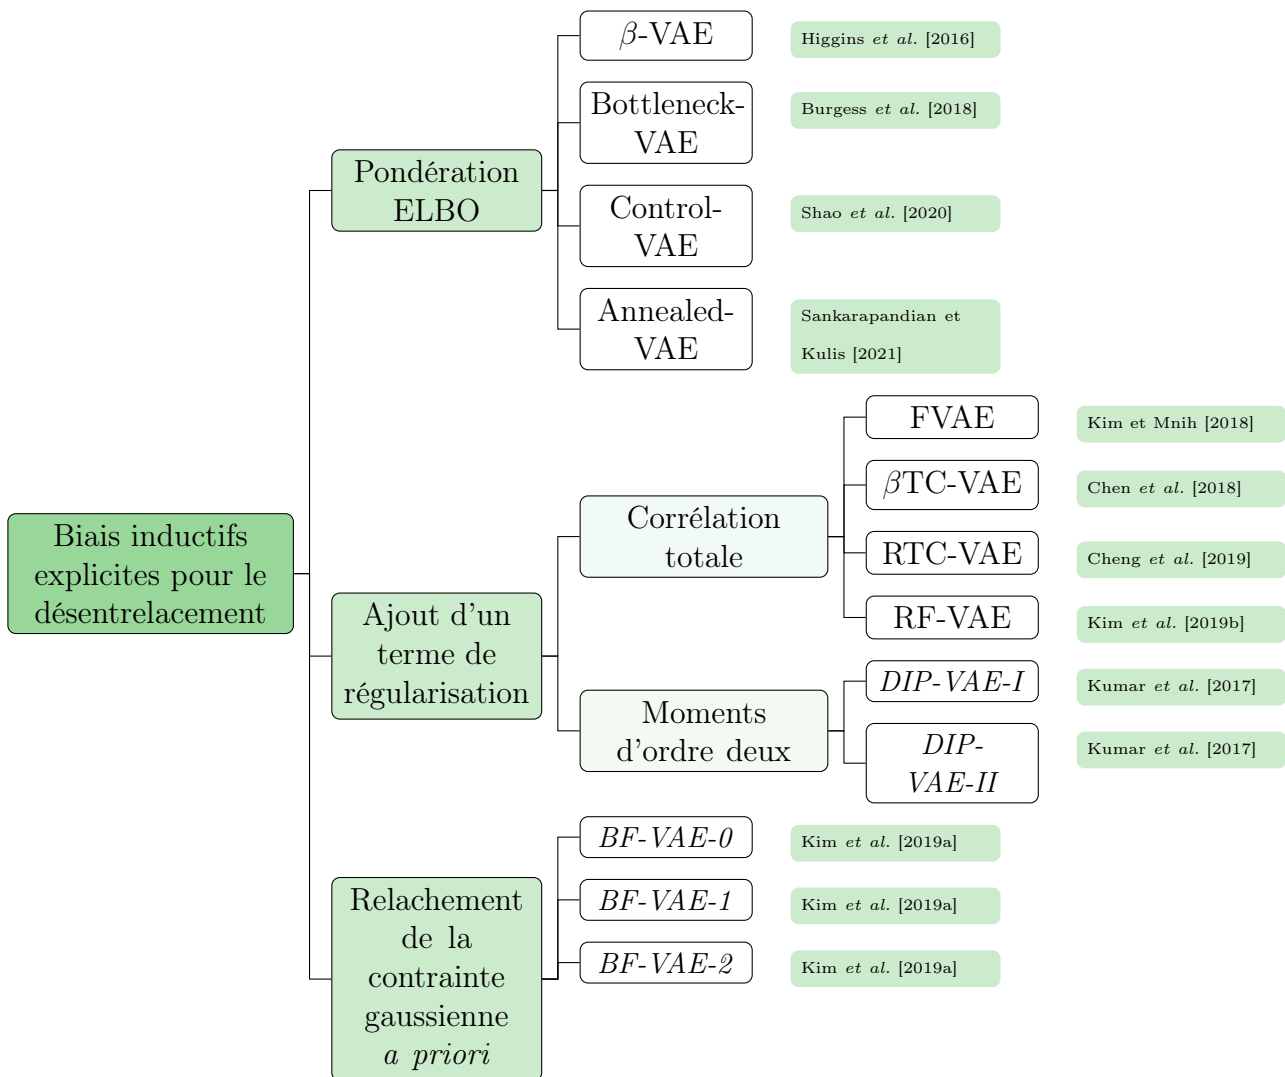 β-VAE
Higgins et al. [2016]
Bottleneck-
VAE
Burgess et al. [2018]
Pondération
ELBO
Control-
VAE
Shao et al. [2020]
Annealed-
VAE
Sankarapandian et
Kulis [2021]
FVAE
Kim et Mnih [2018]
βTC-VAE
Chen et al. [2018]
Corrélation
totale
RTC-VAE
Cheng et al. [2019]
RF-VAE
Kim et al. [2019b]
Biais inductifs
explicites pour le
désentrelacement
Ajout d'un
terme de
régularisation
DIP-VAE-I
Kumar et al. [2017]
Moments
d'ordre deux
DIP-
VAE-II
Kumar et al. [2017]
BF-VAE-0
Kim et al. [2019a]
BF-VAE-1
Kim et al. [2019a]
BF-VAE-2
Kim et al. [2019a]
Relachement
de la
contrainte
gaussienne
a priori